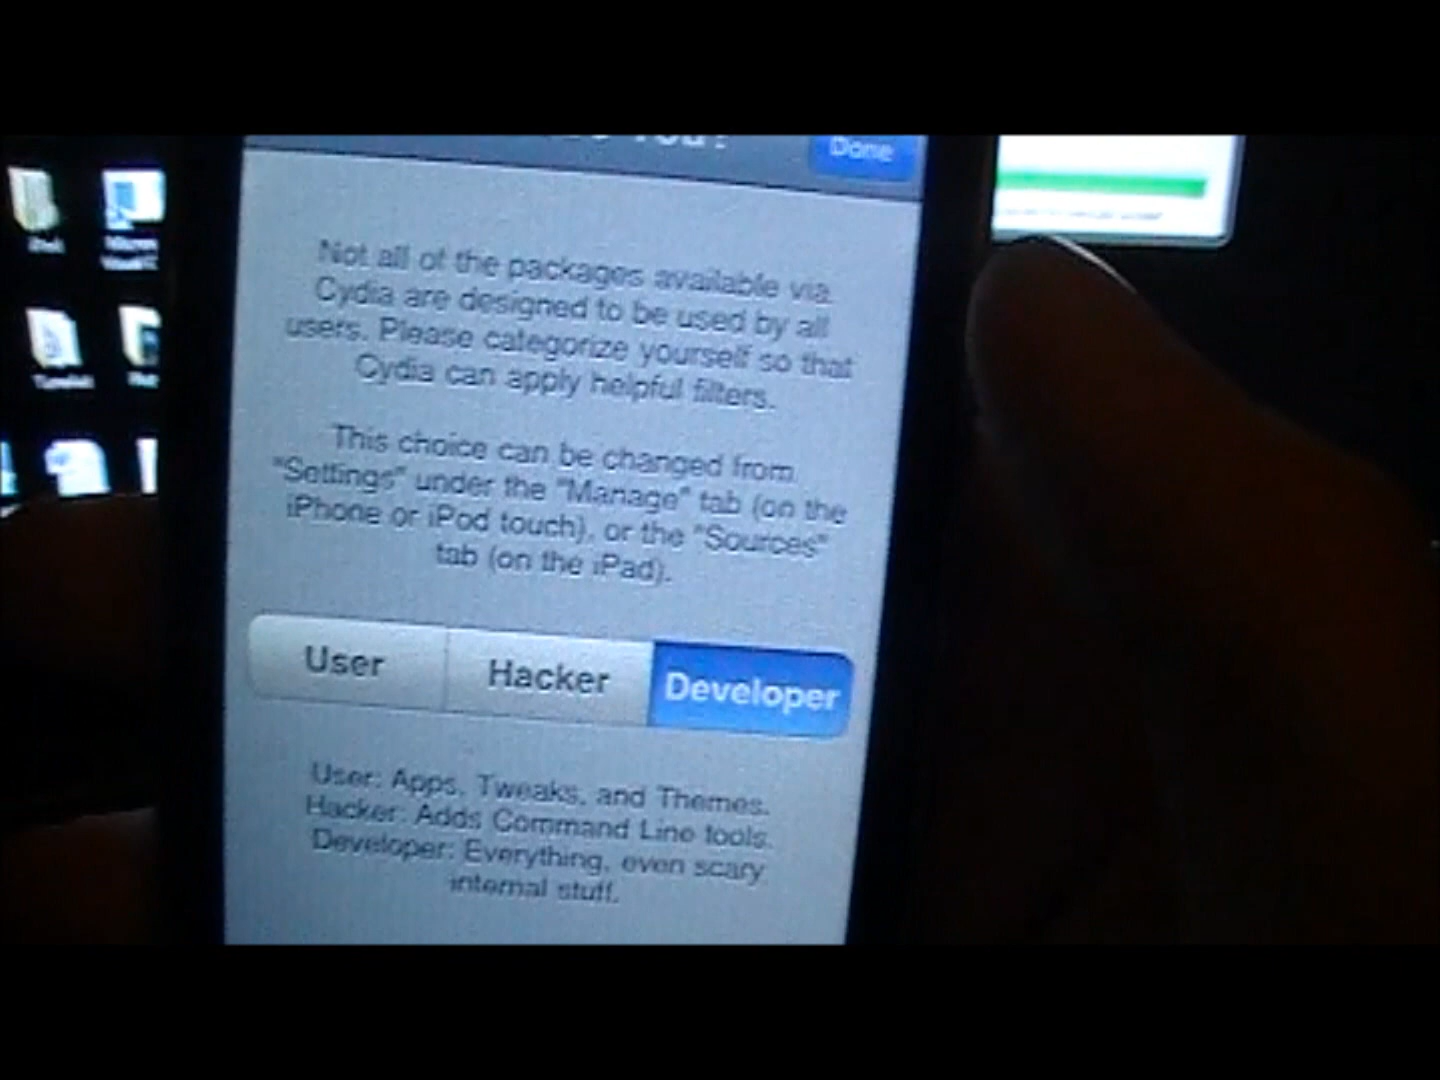 You?
Done
Not all of the packages available via
Cydia are designed to be used by all
users. Please categorize yourself so that
Cydia can apply helpful filters.
This choice can be changed from
"Settings" under the "Manage" tab (on the
iPhone or iPod touch), or the "Sources"
tab (on the iPad).
User Hacker Developer
User: Apps, Tweaks, and Themes.
Hacker: Adds Command Line tools.
Developer: Everything, even scary
internal stuff.